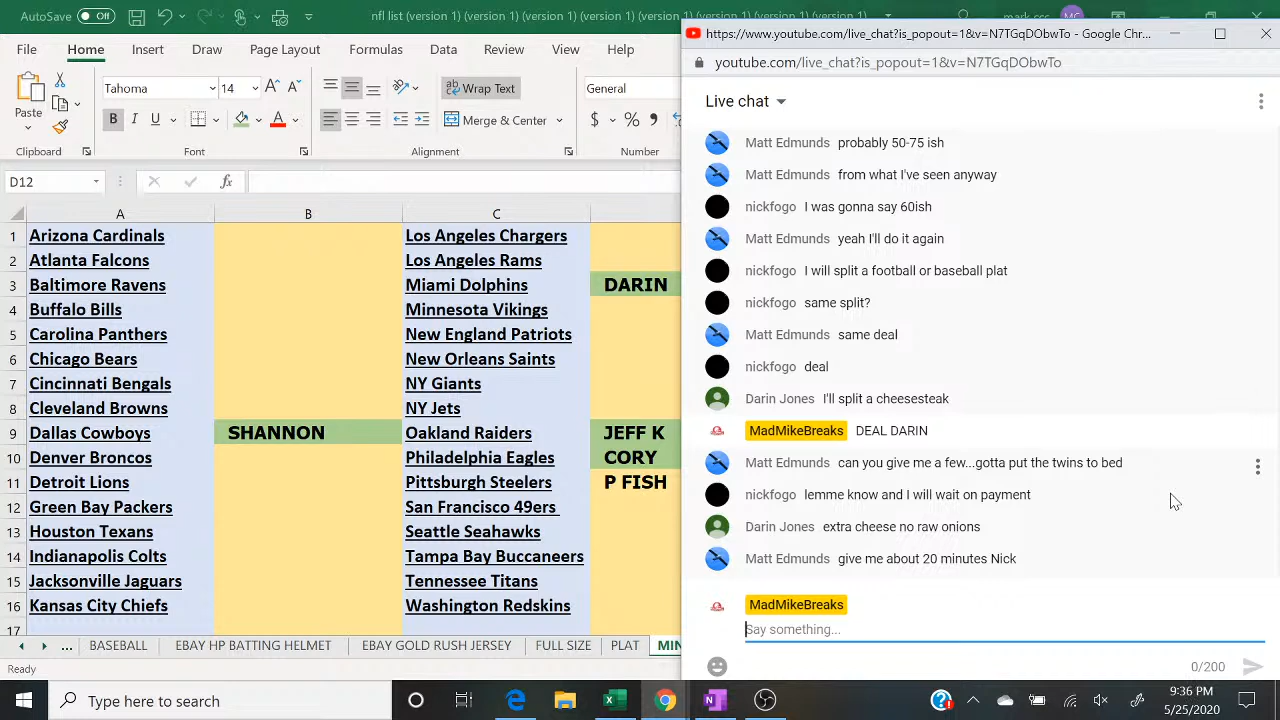 AutoSave Off nfl list (version 1) (version 1) (version 1) (version 1) (version 1) (version 1)
File Home Insert Draw Page Layout Formulas Data Review View Help
Paste
Tahoma 14
B I U
Wrap Text
Merge & Center
General
$ % 9
Clipboard Font Alignment Number
D12 fx
A B C
1 Arizona Cardinals Los Angeles Chargers
2 Atlanta Falcons Los Angeles Rams
3 Baltimore Ravens Miami Dolphins DARIN
4 Buffalo Bills Minnesota Vikings
5 Carolina Panthers New England Patriots
6 Chicago Bears New Orleans Saints
7 Cincinnati Bengals NY Giants
8 Cleveland Browns NY Jets
9 Dallas Cowboys SHANNON Oakland Raiders JEFF K
10 Denver Broncos Philadelphia Eagles CORY
11 Detroit Lions Pittsburgh Steelers P FISH
12 Green Bay Packers San Francisco 49ers
13 Houston Texans Seattle Seahawks
14 Indianapolis Colts Tampa Bay Buccaneers
15 Jacksonville Jaguars Tennessee Titans
16 Kansas City Chiefs Washington Redskins
17
... BASEBALL EBAY HP BATTING HELMET EBAY GOLD RUSH JERSEY FULL SIZE PLAT MIN
Ready
https://www.youtube.com/live_chat?is_popout=1&v=N7TGqDObwTo - Google Chr...
youtube.com/live_chat?is_popout=1&v=N7TGqDObwTo
Live chat
Matt Edmunds probably 50-75 ish
Matt Edmunds from what I've seen anyway
nickfogo I was gonna say 60ish
Matt Edmunds yeah I'll do it again
nickfogo I will split a football or baseball plat
nickfogo same split?
Matt Edmunds same deal
nickfogo deal
Darin Jones I'll split a cheesesteak
MadMikeBreaks DEAL DARIN
Matt Edmunds can you give me a few...gotta put the twins to bed
nickfogo lemme know and I will wait on payment
Darin Jones extra cheese no raw onions
Matt Edmunds give me about 20 minutes Nick
MadMikeBreaks
Say something...
0/200
Type here to search
9:36 PM
5/25/2020